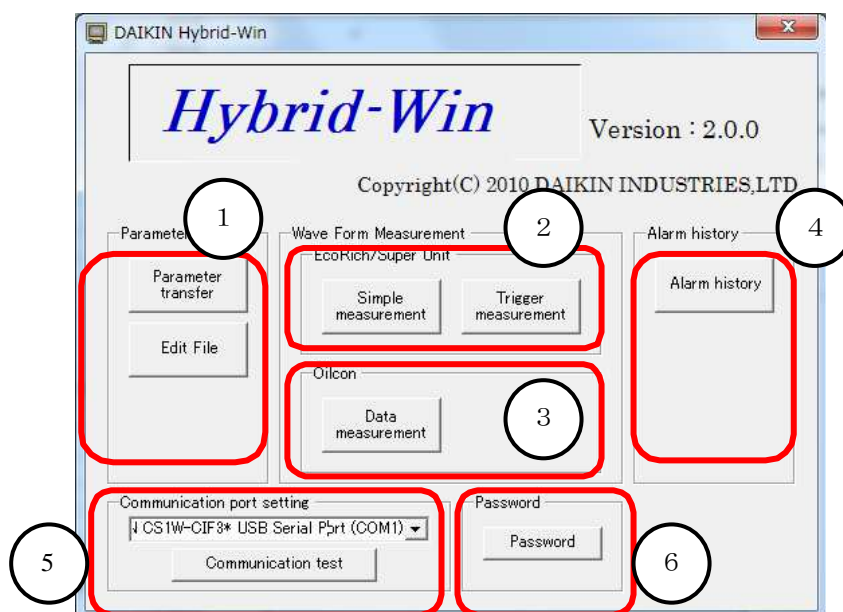 DAIKIN Hybrid-Win
Hybrid-Win
Version : 2.0.0
Copyright(C) 2010 DAIKIN INDUSTRIES,LTD
1
2
4
Parameter
Wave Form Measurement
Alarm history
EcoRich/Super Unit
Parameter
transfer
Simple
measurement
Trigger
measurement
Alarm history
Edit File
Oilcon
Data
measurement
3
Communication port setting
Password
CS1W-CIF3* USB Serial Port (COM1)
Password
Communication test
5
6